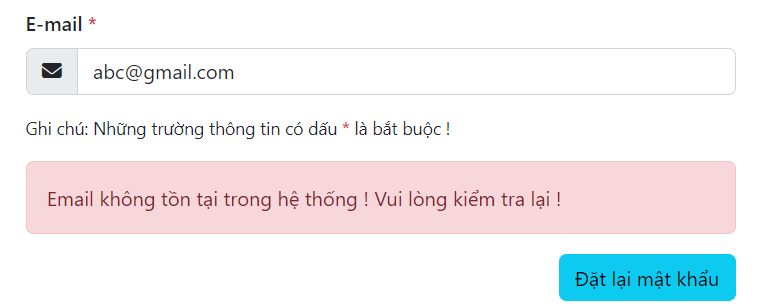 E-mail *
abc@gmail.com
Ghi chú: Những trường thông tin có dấu * là bắt buộc !
Email không tồn tại trong hệ thống ! Vui lòng kiểm tra lại !
Đặt lại mật khẩu